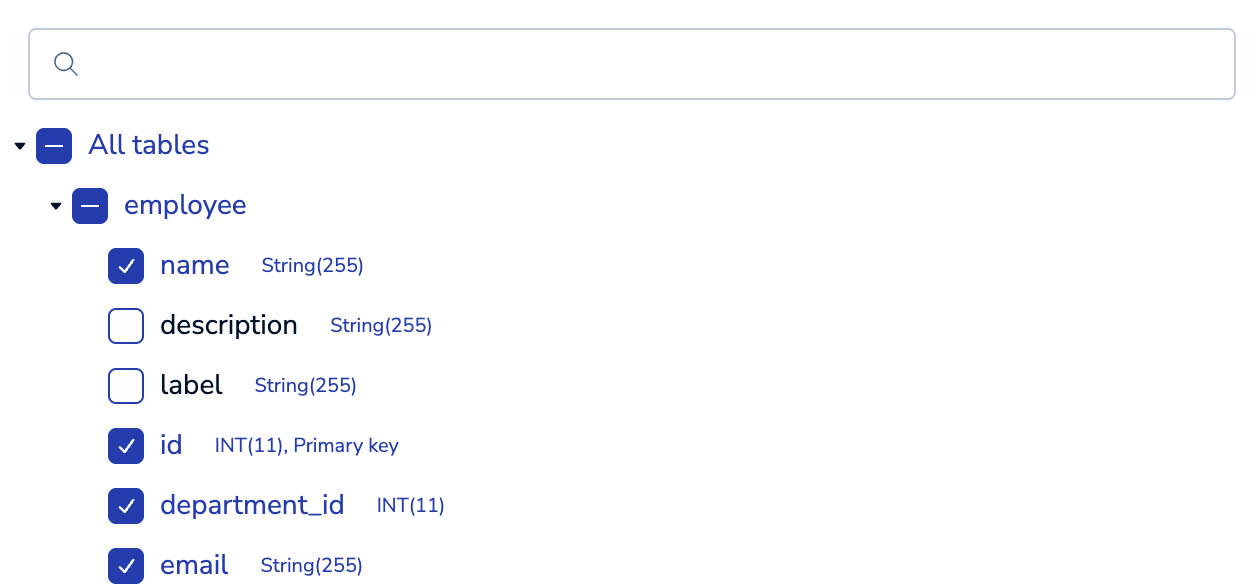 All tables
employee
name String(255)
description String(255)
label String(255)
id INT(11), Primary key
department_id INT(11)
email String(255)